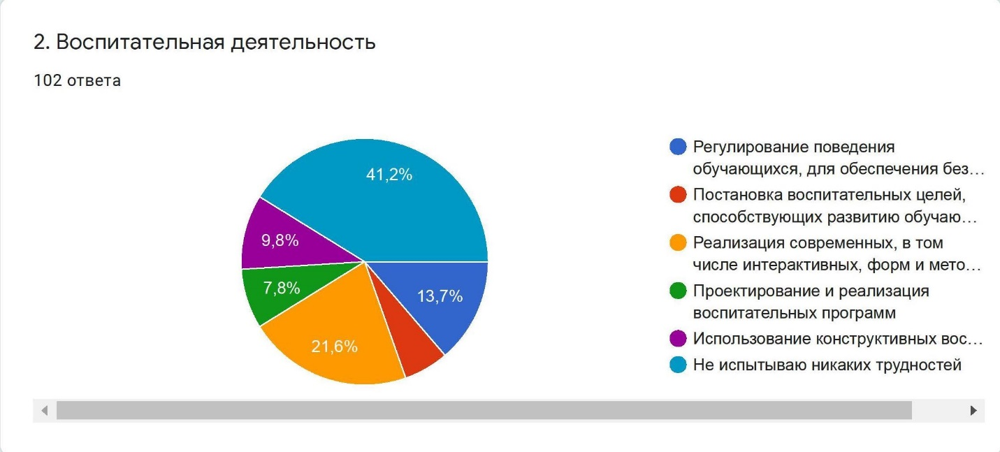 2. Воспитательная деятельность
102 ответа
41,2%
9,8%
7,8%
21,6%
13,7%
Регулирование поведения
обучающихся, для обеспечения без...
Постановка воспитательных целей,
способствующих развитию обучаю...
Реализация современных, в том
числе интерактивных, форм и мето...
Проектирование и реализация
воспитательных программ
Использование конструктивных вос...
Не испытываю никаких трудностей